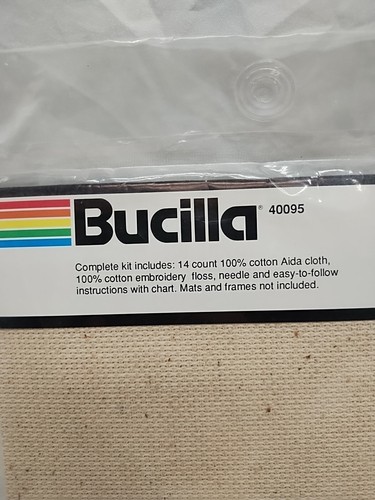 Bucilla® 40095
Complete kit includes: 14 count 100% cotton Aida cloth,
100% cotton embroidery floss, needle and easy-to-follow
instructions with chart. Mats and frames not included.